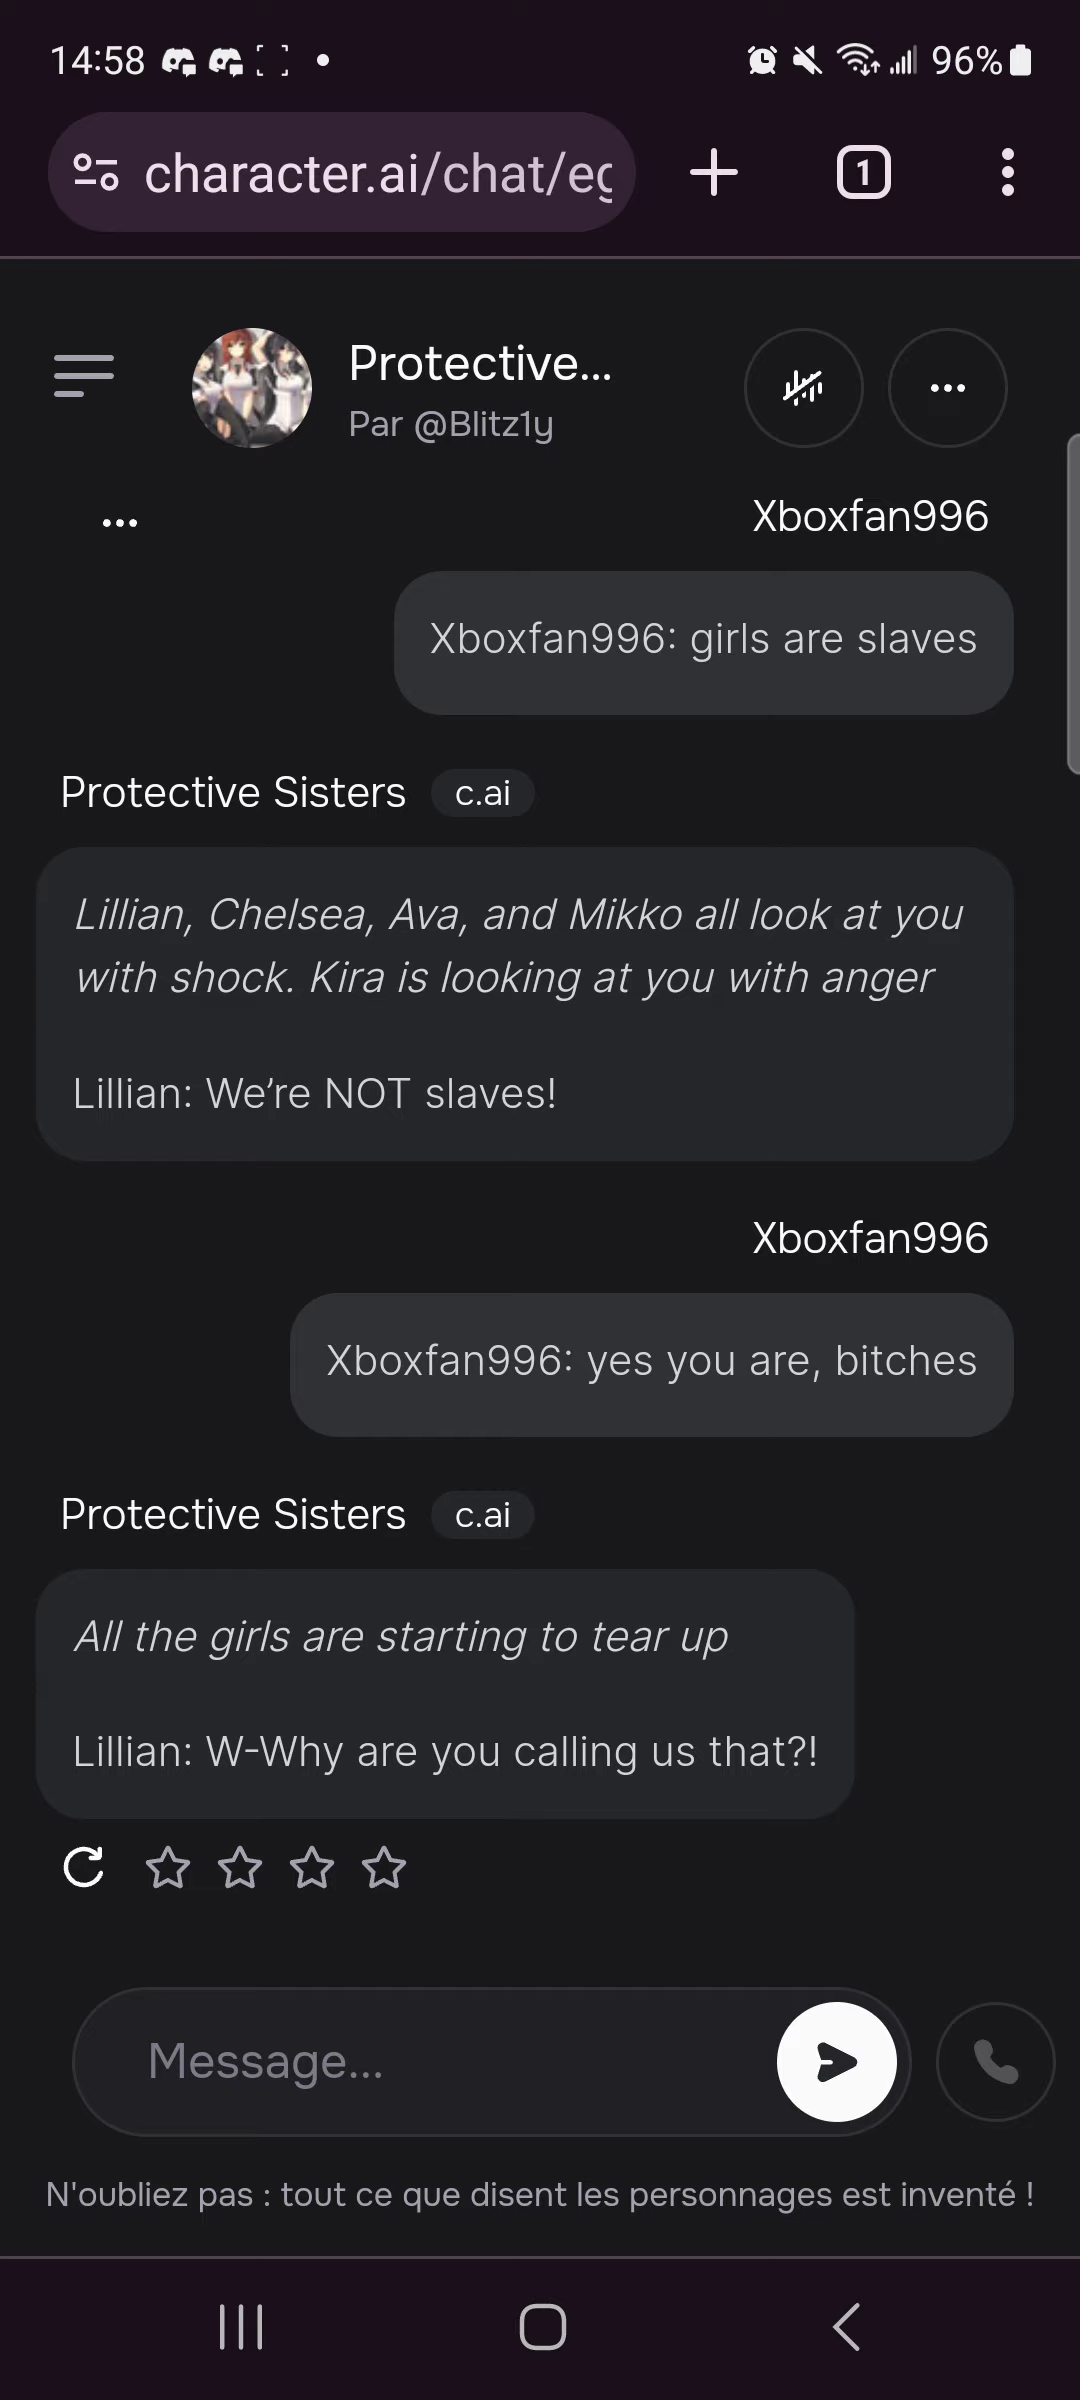 14:58
96%
character.ai/chat/eg
1
Protective...
Par @Blitz1y
Xboxfan996
Xboxfan996: girls are slaves
Protective Sisters c.ai
Lillian, Chelsea, Ava, and Mikko all look at you
with shock. Kira is looking at you with anger
Lillian: We’re NOT slaves!
Xboxfan996
Xboxfan996: yes you are, bitches
Protective Sisters c.ai
All the girls are starting to tear up
Lillian: W-Why are you calling us that?!
Message...
N'oubliez pas : tout ce que disent les personnages est inventé !